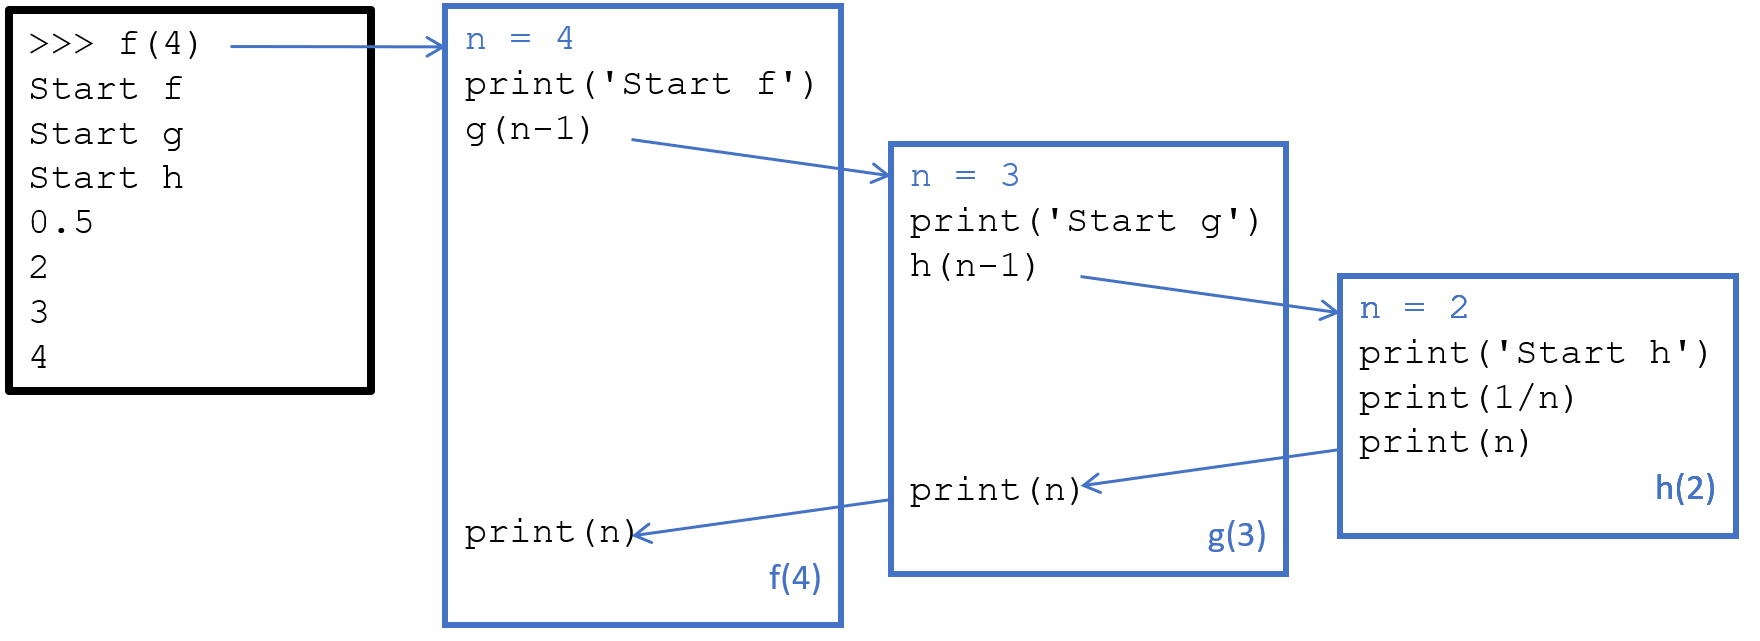 >>> f(4)
Start f
Start g
Start h
0.5
2
3
4
n = 4
print('Start f')
g(n-1)
print(n)
f(4)
n = 3
print('Start g')
h(n-1)
print(n)
g(3)
n = 2
print('Start h')
print(1/n)
print(n)
h(2)